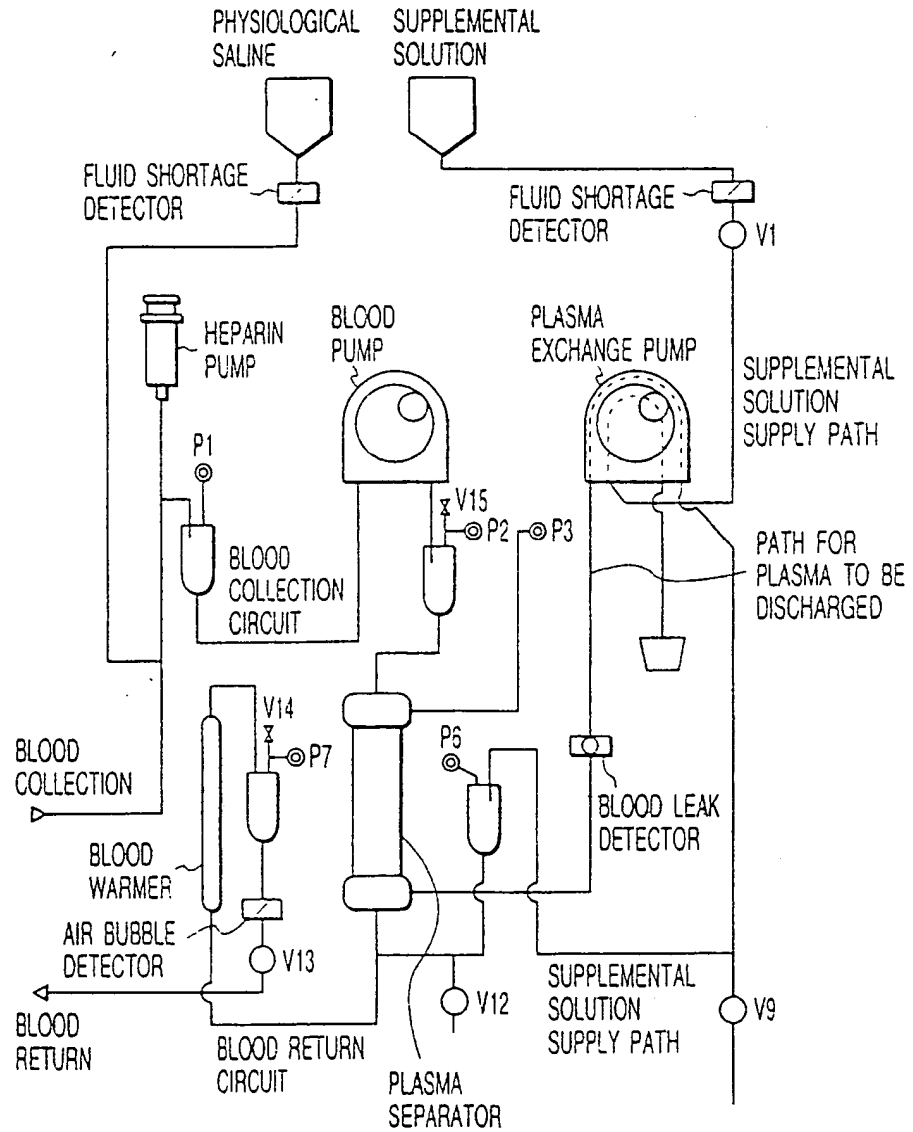 PHYSIOLOGICAL
SALINE
SUPPLEMENTAL
SOLUTION
FLUID SHORTAGE
DETECTOR
FLUID SHORTAGE
DETECTOR
V1
HEPARIN
PUMP
BLOOD
PUMP
PLASMA
EXCHANGE PUMP
SUPPLEMENTAL
SOLUTION
SUPPLY PATH
P1
V15
P2
P3
BLOOD
COLLECTION
CIRCUIT
PATH FOR
PLASMA TO BE
DISCHARGED
V14
P7
P6
BLOOD
COLLECTION
BLOOD LEAK
DETECTOR
BLOOD
WARMER
AIR BUBBLE
DETECTOR
V13
V12
SUPPLEMENTAL
SOLUTION
SUPPLY PATH
V9
BLOOD
RETURN
BLOOD RETURN
CIRCUIT
PLASMA
SEPARATOR